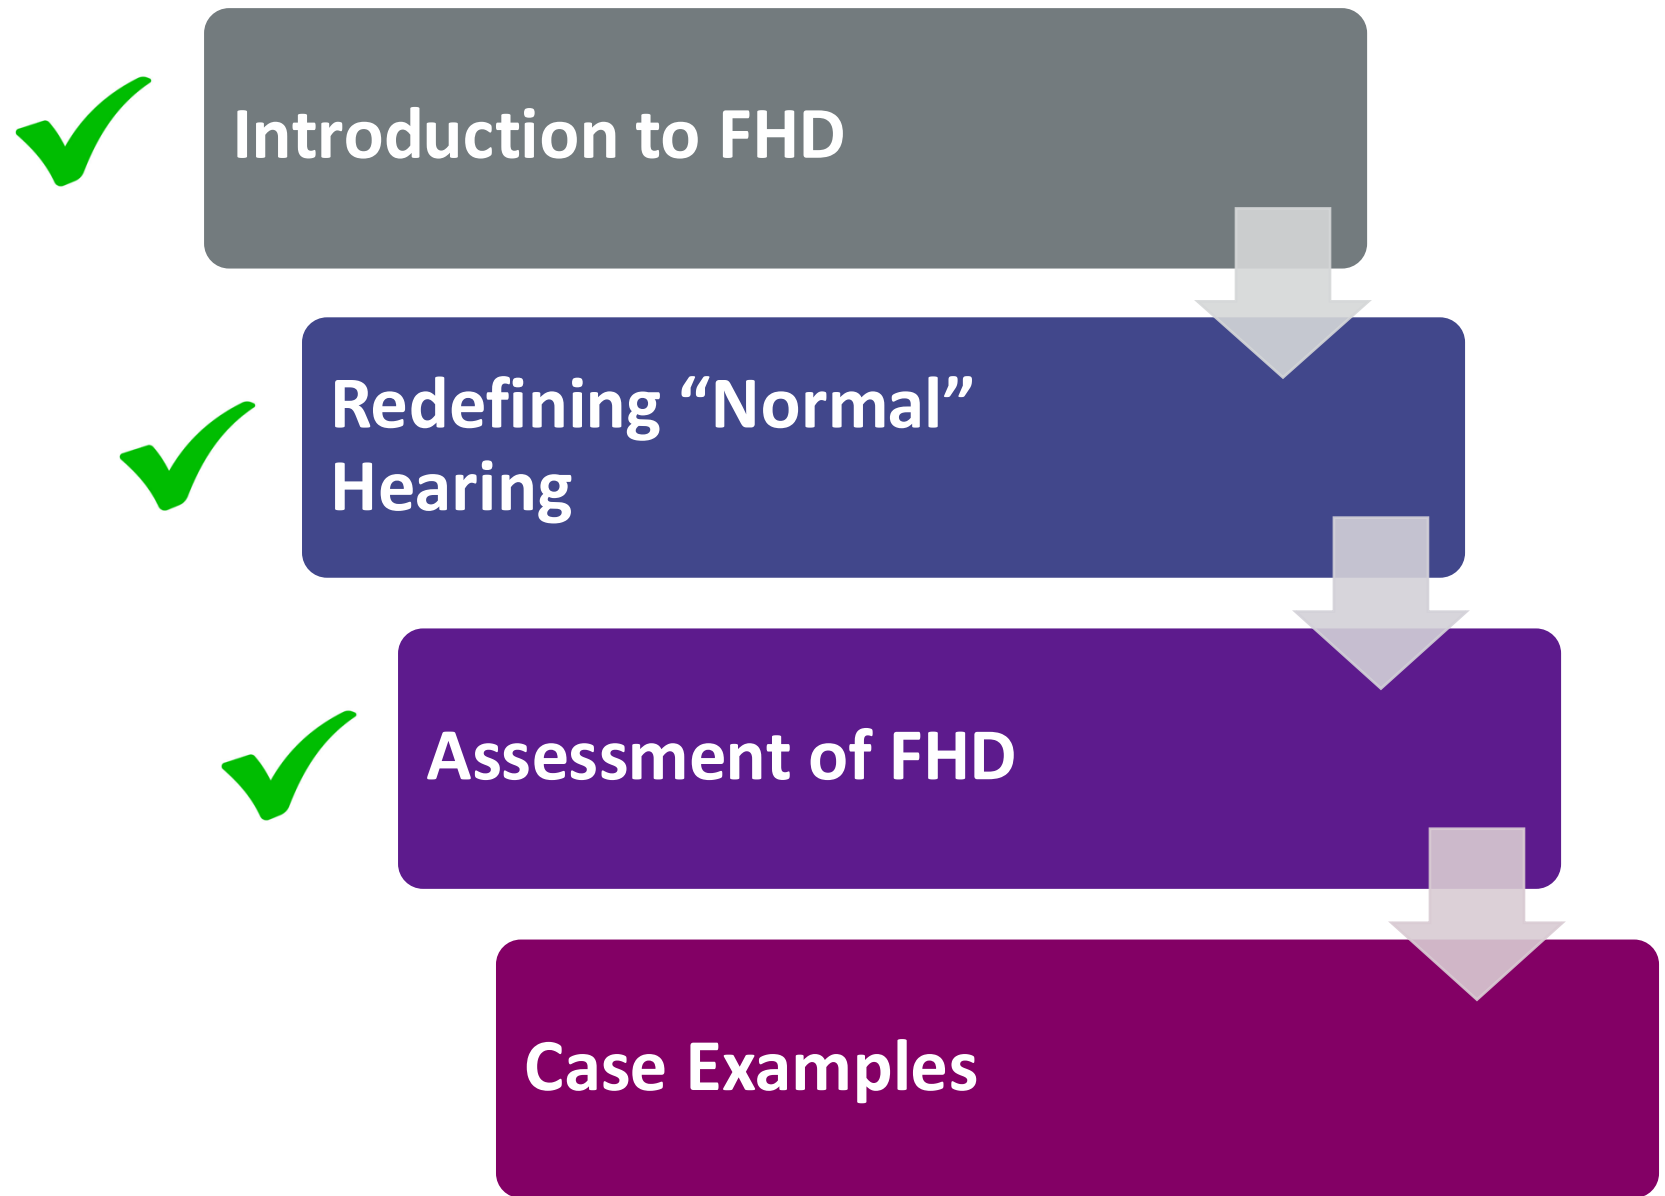 Introduction to FHD
Redefining “Normal”
Hearing
Assessment of FHD
Case Examples